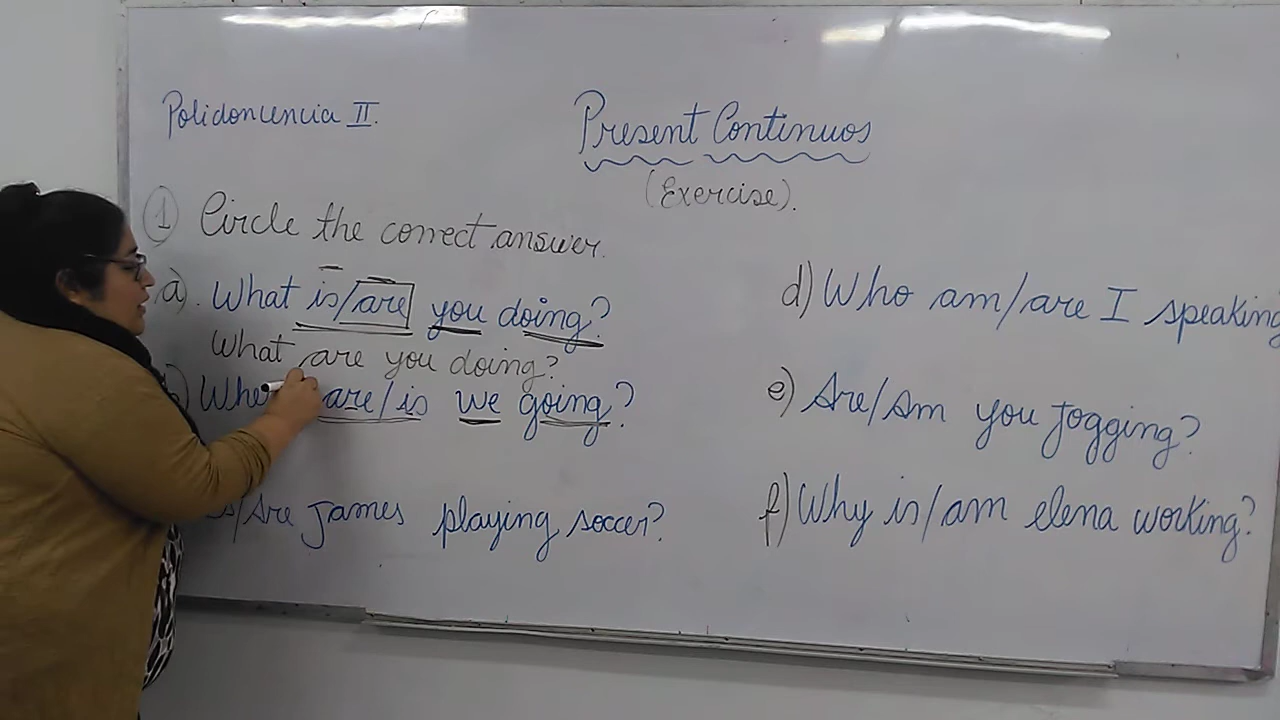 Polidoncencia II.
Present Continuos
(Exercise).
1 Circle the correct answer.
a). What is/are you doing?
What are you doing?
b) Whe are/is we going?
Is/Are James playing soccer?
d) Who am/are I speaking
e) Are/Am you Jogging?
f) Why is/am elena working?